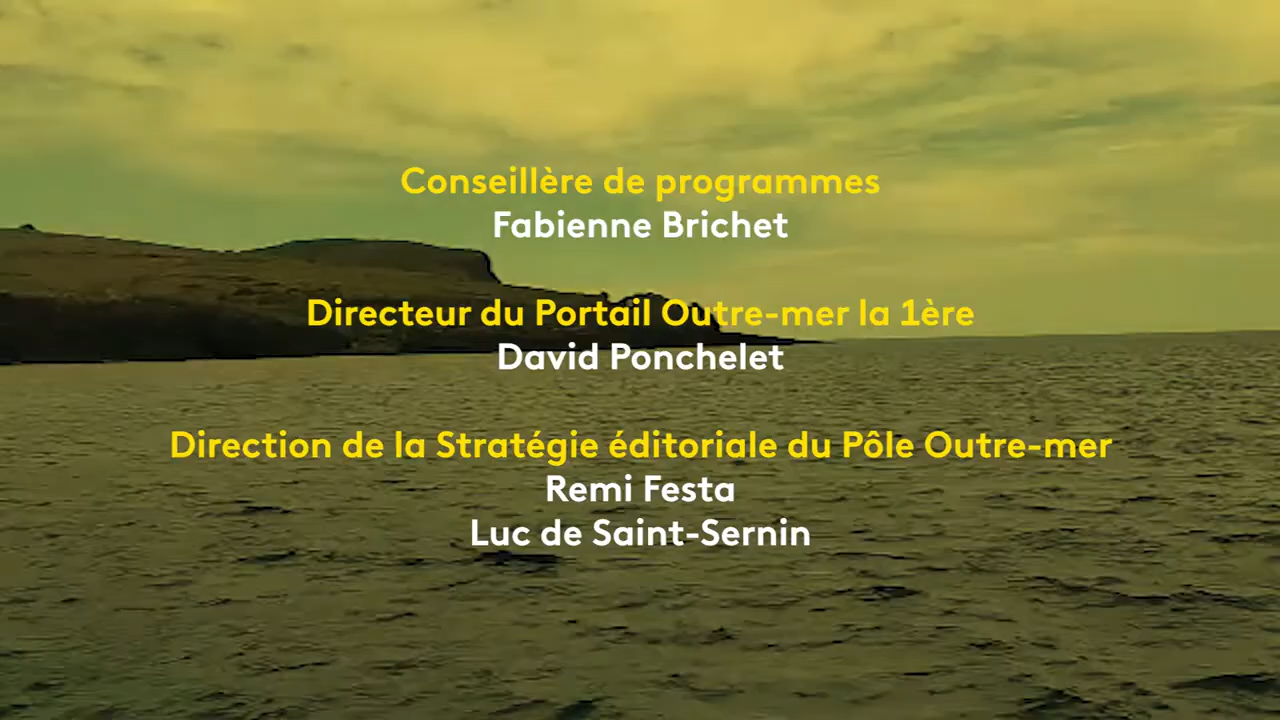 Conseillère de programmes
Fabienne Brichet
Directeur du Portail Outre-mer la 1ère
David Ponchelet
Direction de la Stratégie éditoriale du Pôle Outre-mer
Remi Festa
Luc de Saint-Sernin